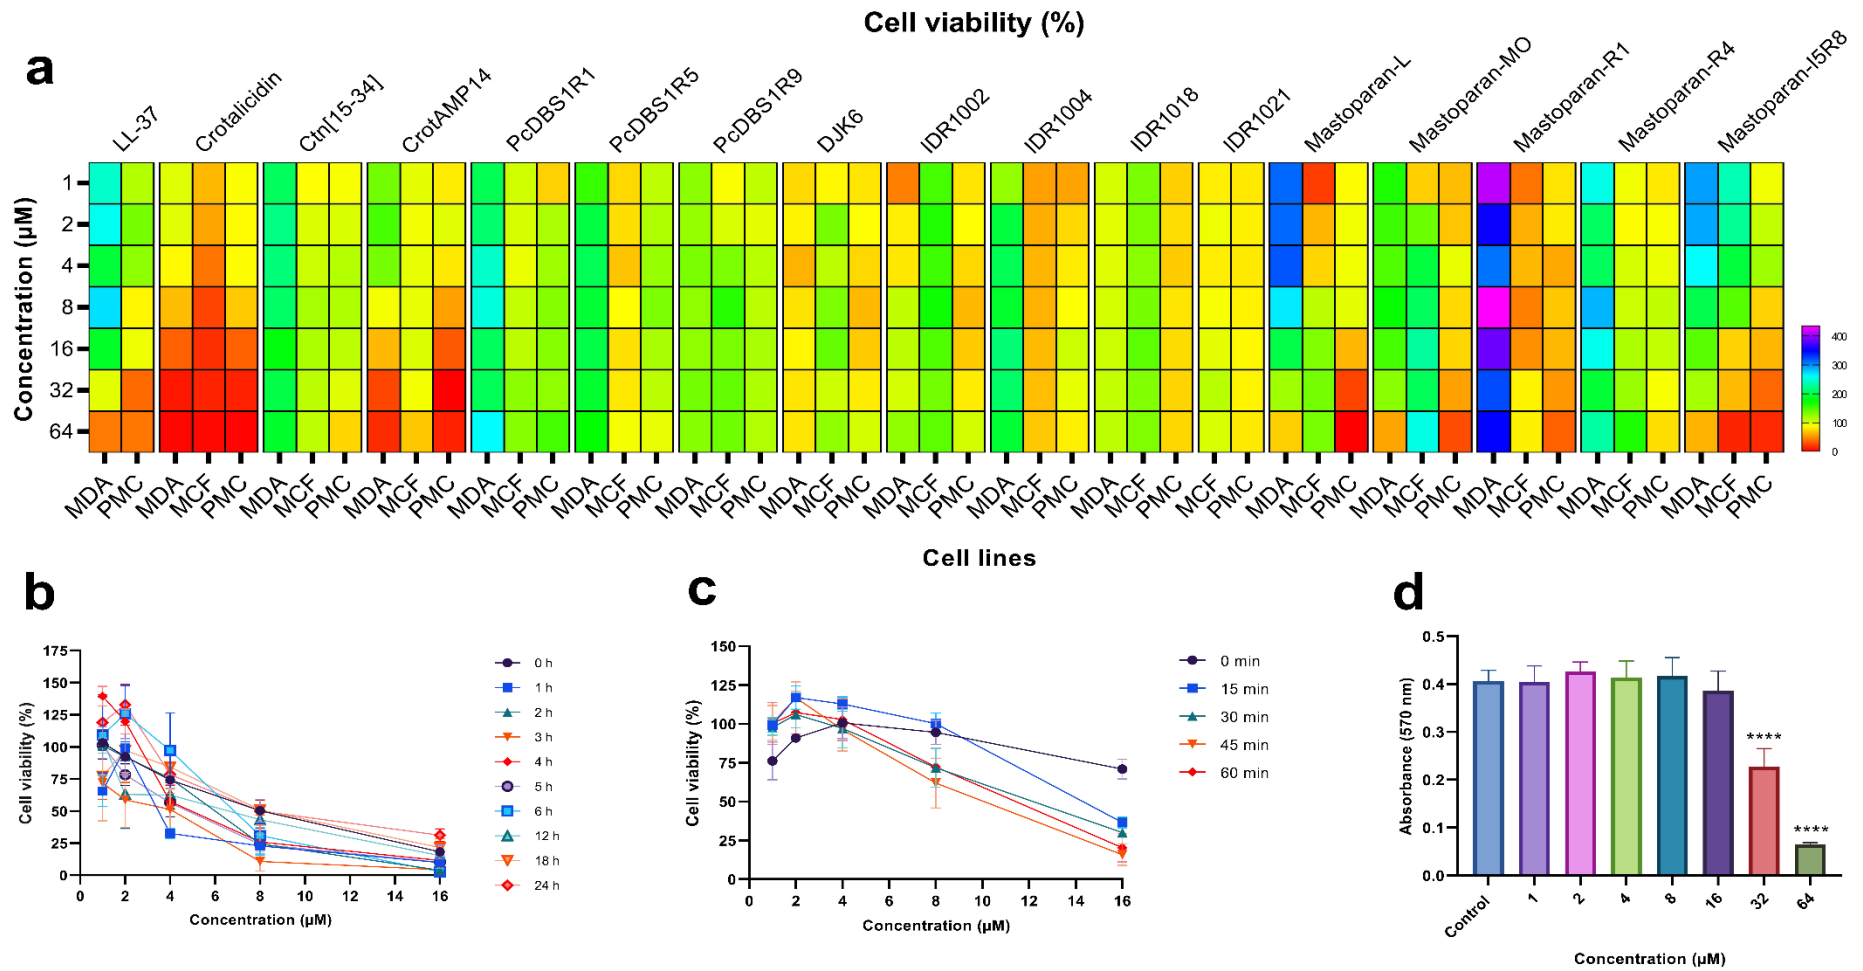 Cell viability (%)
a
LL-37
Crotalicidin
Ctn[15-34]
CrotAMP14
PcDBS1R1
PcDBS1R5
PcDBS1R9
DJK6
IDR1002
IDR1004
IDR1018
IDR1021
Mastoparan-L
Mastoparan-MO
Mastoparan-R1
Mastoparan-R4
Mastoparan-I5R8
Concentration (µM)
1
2
4
8
16
32
64
400
300
200
100
0
MDA PMC MDA MCF PMC MDA MCF PMC MDA MCF PMC MDA MCF PMC MDA MCF PMC MDA MCF PMC MDA MCF PMC MDA MCF PMC MDA MCF PMC MDA MCF PMC MDA MCF PMC MDA MCF PMC MDA MCF PMC MDA MCF PMC MDA MCF PMC MDA MCF PMC
Cell lines
b
Cell viability (%)
175
150
125
100
75
50
25
0
0 2 4 6 8 10 12 14 16
Concentration (µM)
0 h
1 h
2 h
3 h
4 h
5 h
6 h
12 h
18 h
24 h
c
Cell viability (%)
150
125
100
75
50
25
0
0 2 4 6 8 10 12 14 16
Concentration (µM)
0 min
15 min
30 min
45 min
60 min
d
Absorbance (570 nm)
0.5
0.4
0.3
0.2
0.1
0.0
****
****
Control 1 2 4 8 16 32 64
Concentration (µM)